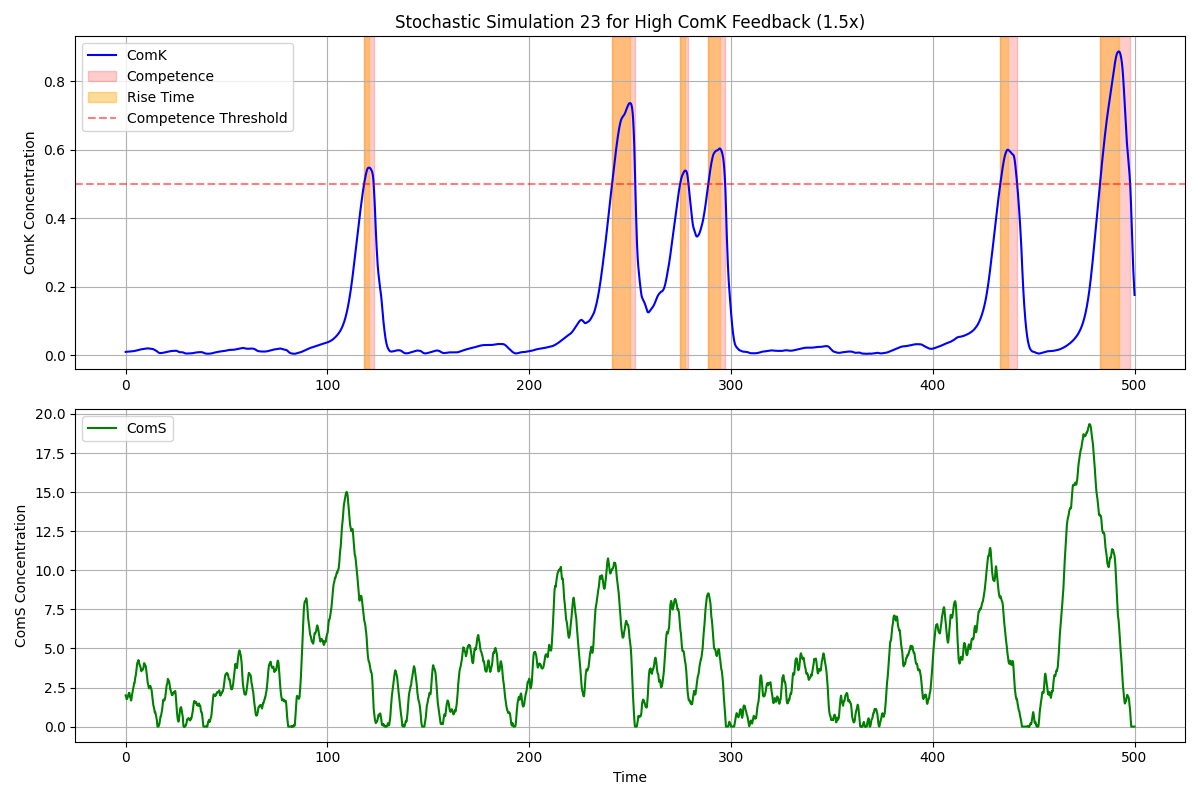 Stochastic Simulation 23 for High ComK Feedback (1.5x)
ComK
Competence
Rise Time
Competence Threshold
ComK Concentration
0.8
0.6
0.4
0.2
0.0
0 100 200 300 400 500
ComS
ComS Concentration
20.0
17.5
15.0
12.5
10.0
7.5
5.0
2.5
0.0
0 100 200 300 400 500
Time